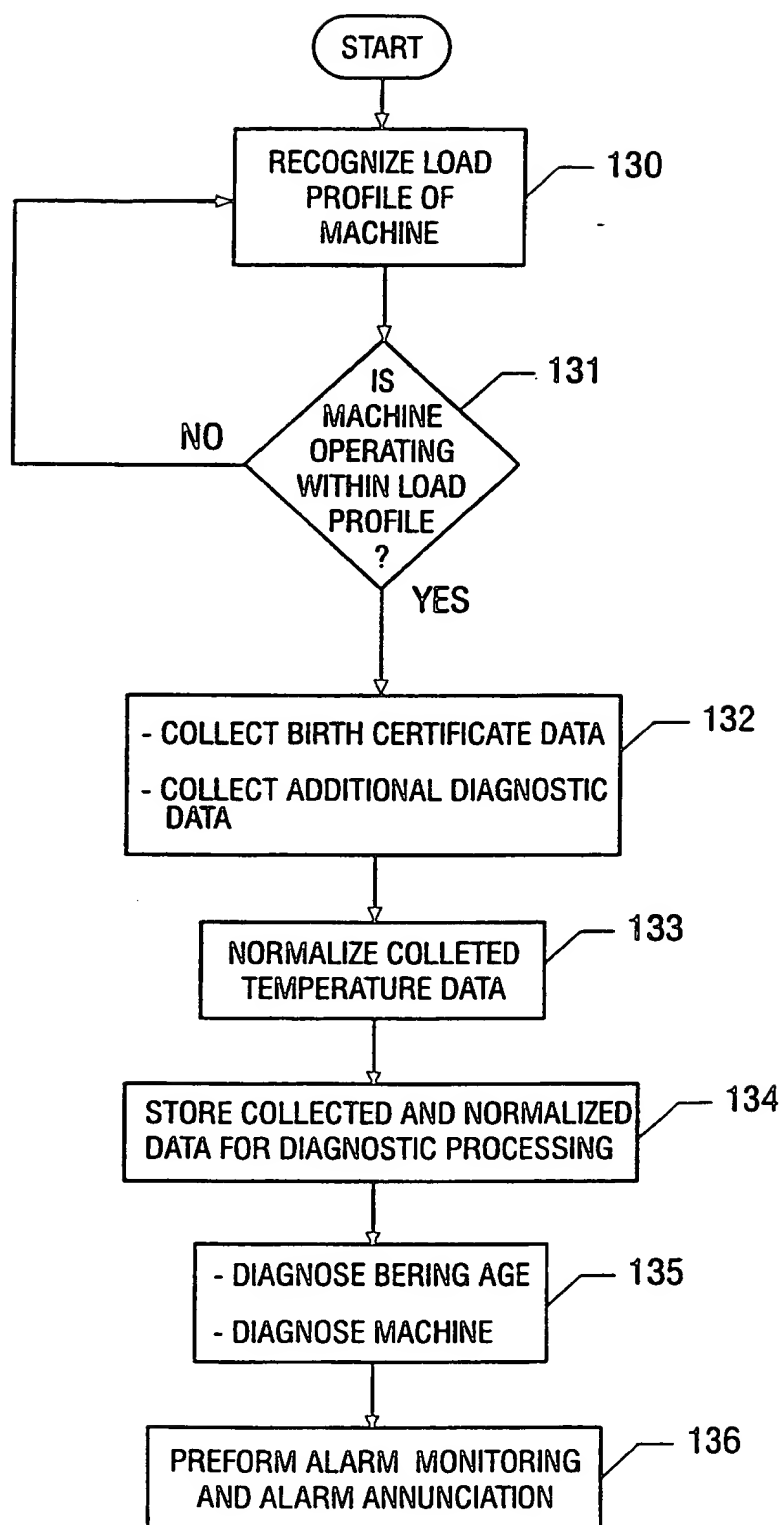 START
RECOGNIZE LOAD
PROFILE OF
MACHINE
130
IS
MACHINE
OPERATING
WITHIN LOAD
PROFILE
?
131
NO
YES
- COLLECT BIRTH CERTIFICATE DATA
- COLLECT ADDITIONAL DIAGNOSTIC
DATA
132
NORMALIZE COLLETED
TEMPERATURE DATA
133
STORE COLLECTED AND NORMALIZED
DATA FOR DIAGNOSTIC PROCESSING
134
- DIAGNOSE BERING AGE
- DIAGNOSE MACHINE
135
PREFORM ALARM MONITORING
AND ALARM ANNUNCIATION
136